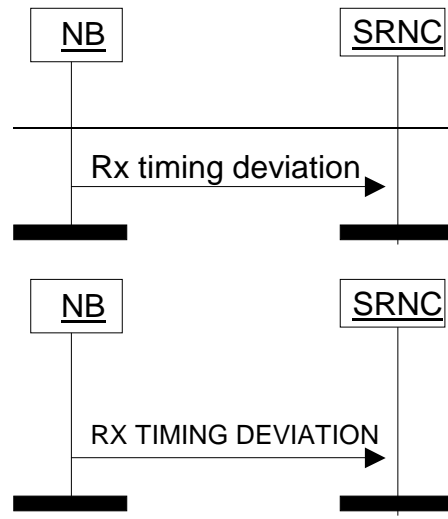 NB SRNC
Rx timing deviation
NB SRNC
RX TIMING DEVIATION